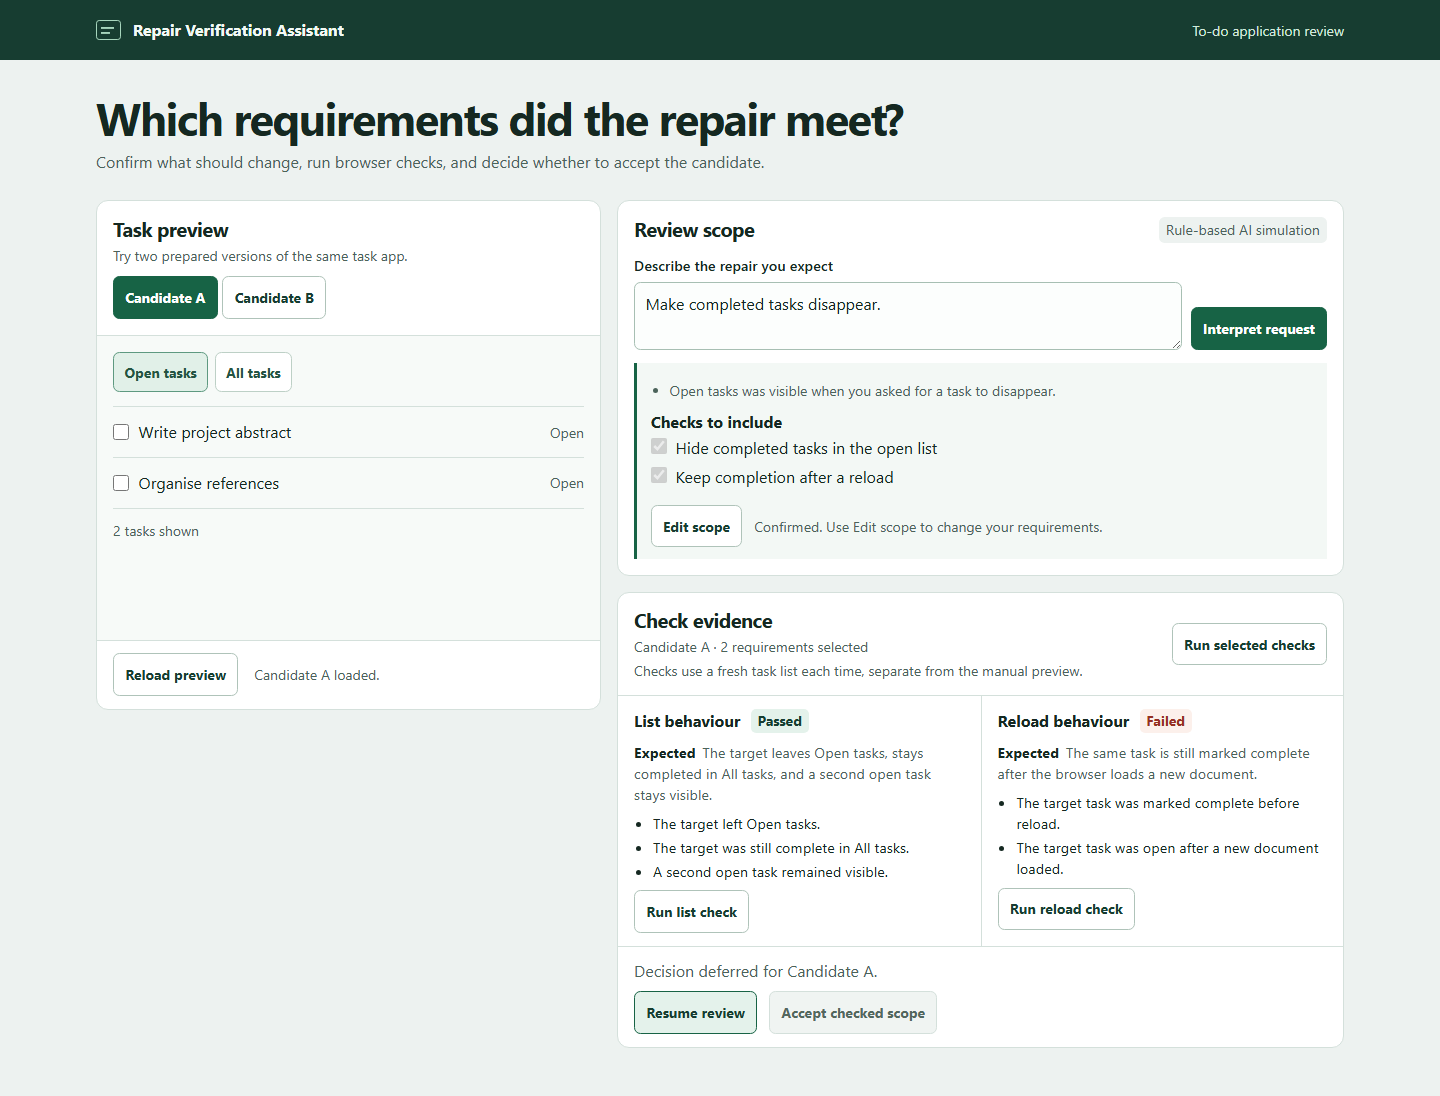 Repair Verification Assistant
To-do application review
Which requirements did the repair meet?
Confirm what should change, run browser checks, and decide whether to accept the candidate.
Task preview
Try two prepared versions of the same task app.
Candidate A
Candidate B
Open tasks
All tasks
Write project abstract
Open
Organise references
Open
2 tasks shown
Reload preview
Candidate A loaded.
Review scope
Rule-based AI simulation
Describe the repair you expect
Make completed tasks disappear.
Interpret request
Open tasks was visible when you asked for a task to disappear.
Checks to include
Hide completed tasks in the open list
Keep completion after a reload
Edit scope
Confirmed. Use Edit scope to change your requirements.
Check evidence
Candidate A · 2 requirements selected
Checks use a fresh task list each time, separate from the manual preview.
Run selected checks
List behaviour
Passed
Expected The target leaves Open tasks, stays
completed in All tasks, and a second open task
stays visible.
The target left Open tasks.
The target was still complete in All tasks.
A second open task remained visible.
Run list check
Reload behaviour
Failed
Expected The same task is still marked complete
after the browser loads a new document.
The target task was marked complete before
reload.
The target task was open after a new document
loaded.
Run reload check
Decision deferred for Candidate A.
Resume review
Accept checked scope